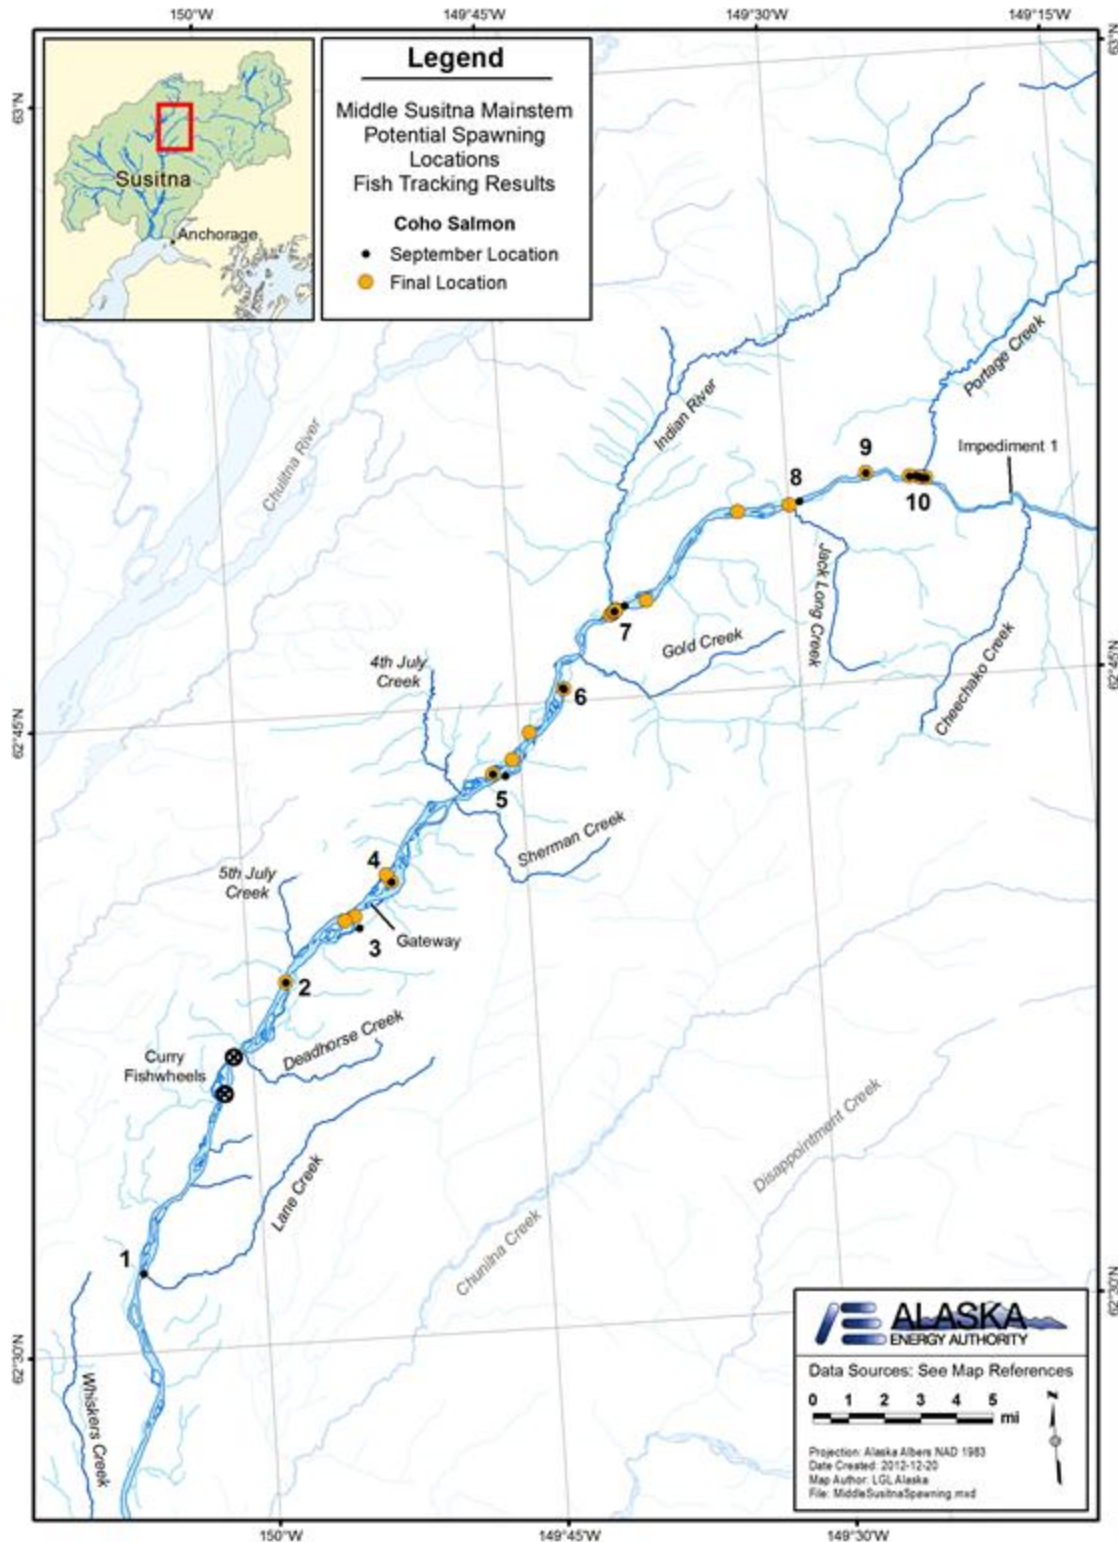 150°W
149°45'W
149°30'W
149°15'W
63°N
63°N
Susitna
Anchorage
Legend
Middle Susitna Mainstem
Potential Spawning
Locations
Fish Tracking Results
Coho Salmon
September Location
Final Location
Chulitna River
Indian River
Portage Creek
Impediment 1
9
8
10
Jack Long Creek
Cheechako Creek
7
Gold Creek
62°45'N
62°45'N
4th July
Creek
6
5
Sherman Creek
4
5th July
Creek
Gateway
3
2
Deadhorse Creek
Curry
Fishwheels
Lane Creek
Disappointment Creek
Chunilna Creek
1
62°30'N
62°30'N
Whiskers Creek
ALASKA
ENERGY AUTHORITY
Data Sources: See Map References
0 1 2 3 4 5
mi
N
Projection: Alaska Albers NAD 1983
Date Created: 2012-12-20
Map Author: LGL Alaska
File: MiddleSusitnaSpawning.mxd
150°W
149°45'W
149°30'W